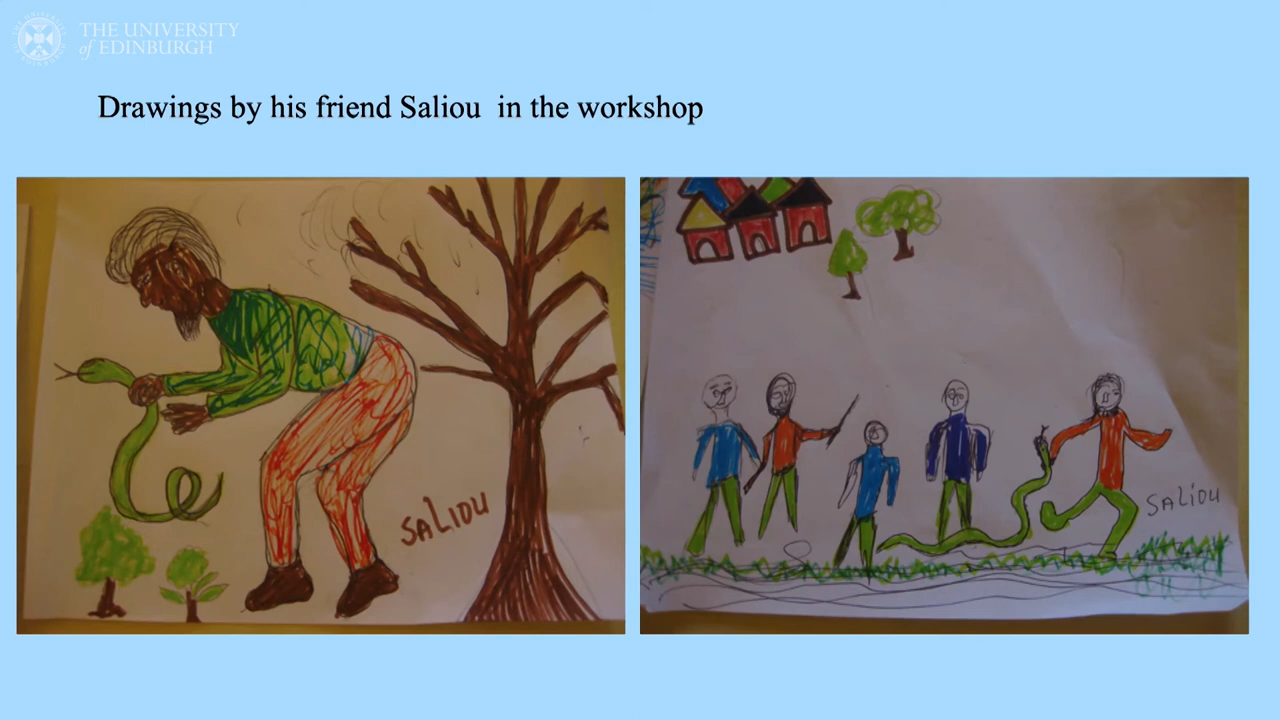 THE UNIVERSITY
of EDINBURGH
Drawings by his friend Saliou in the workshop
SALIOU
SALIOU